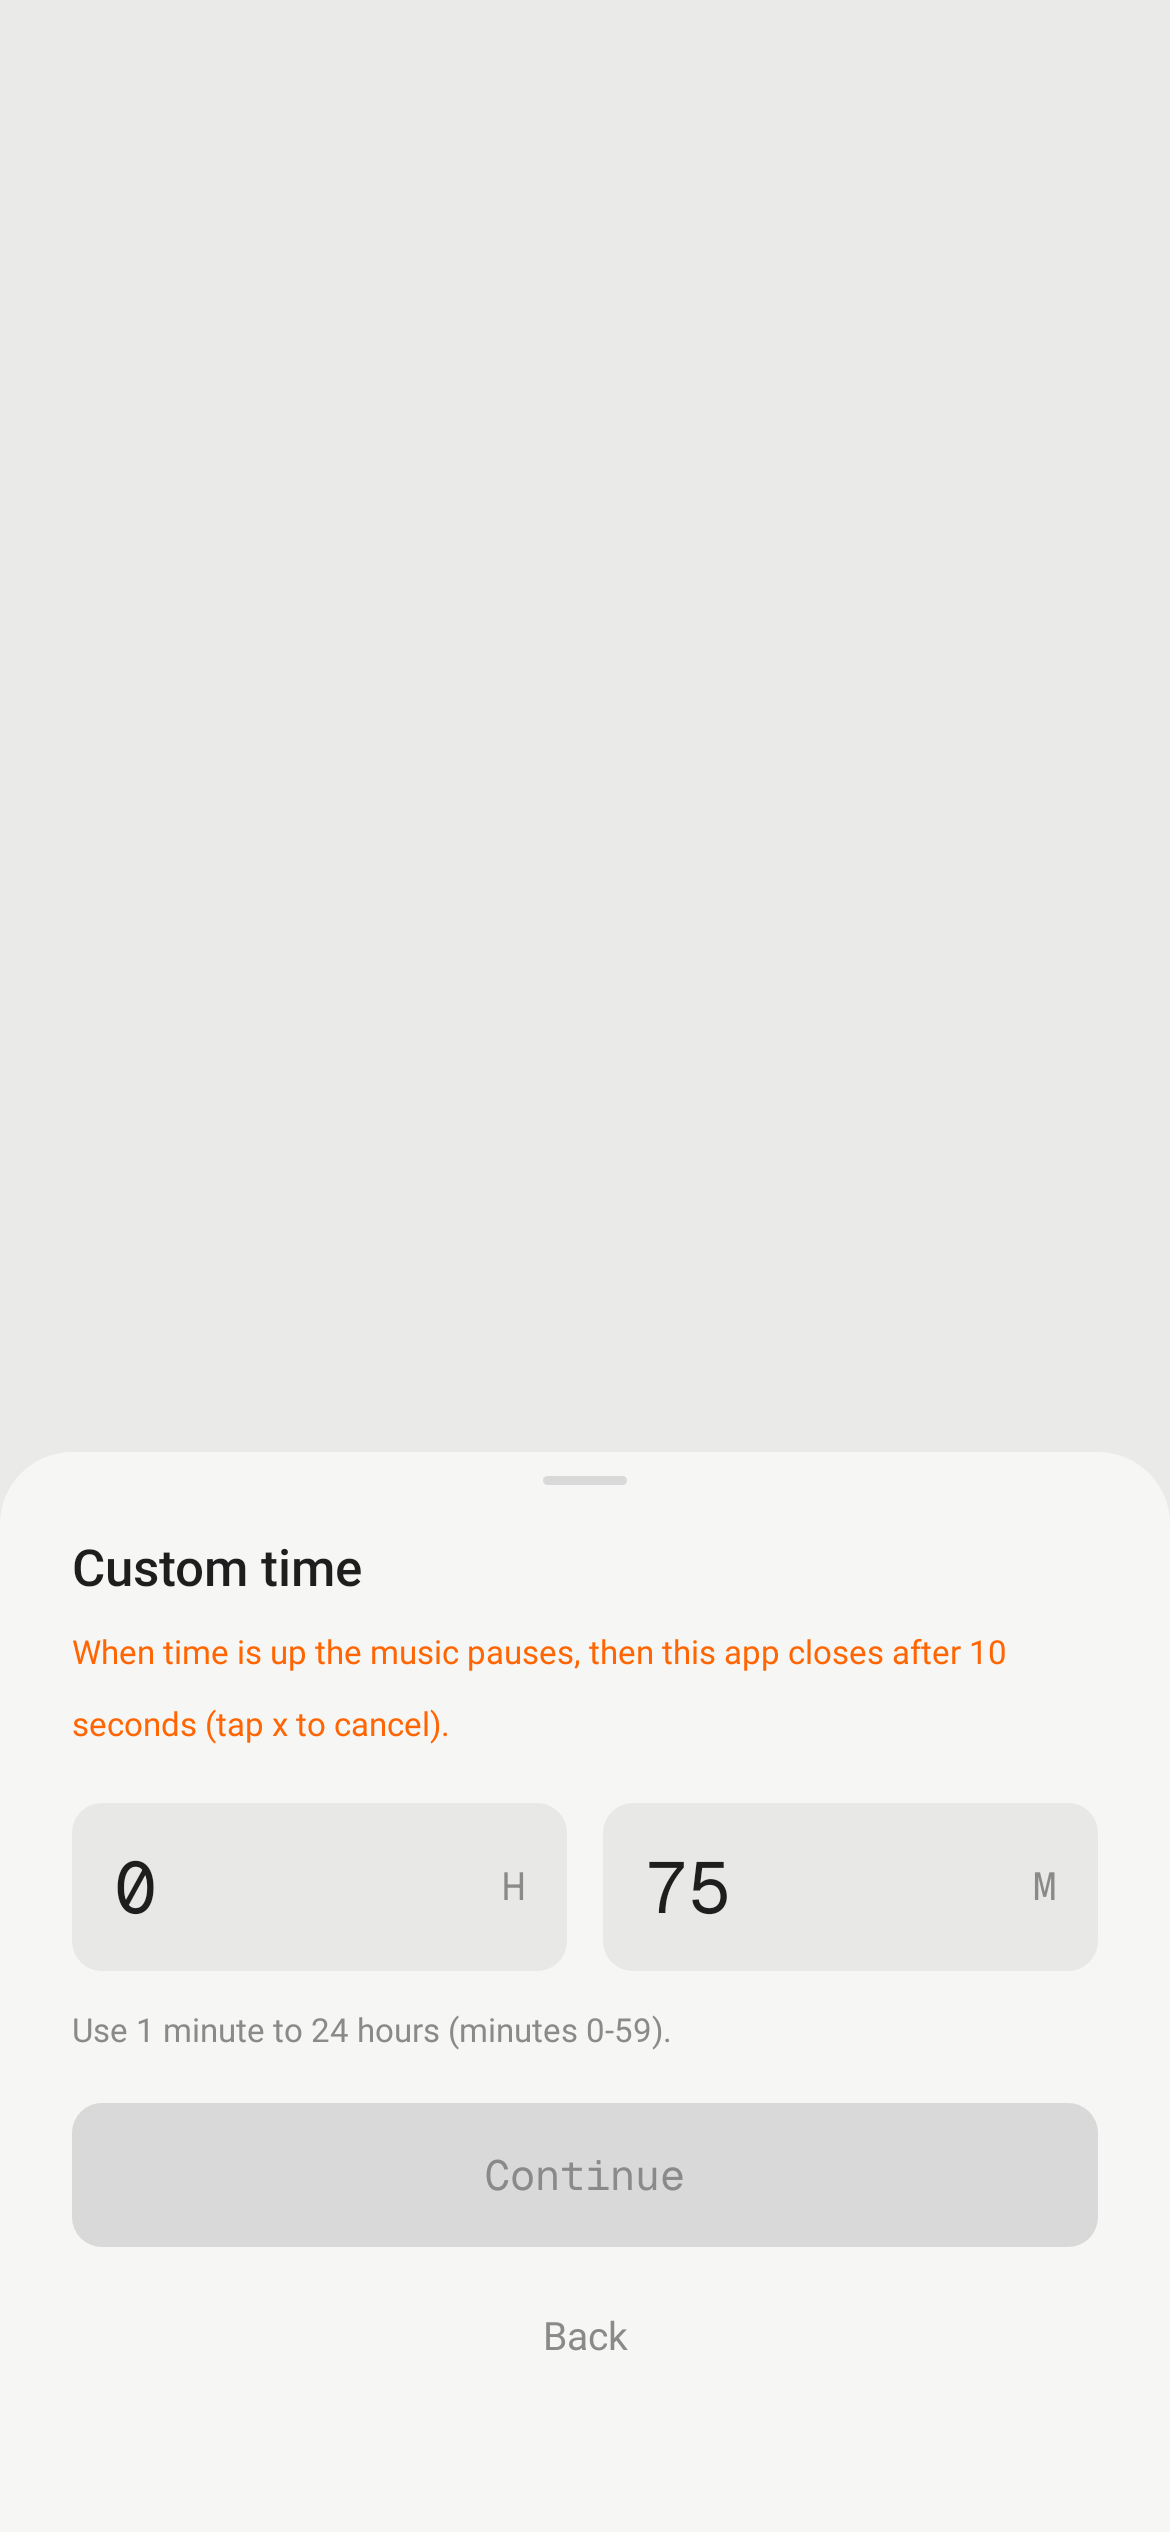 Custom time
When time is up the music pauses, then this app closes after 10
seconds (tap x to cancel).
0 H 75 M
Use 1 minute to 24 hours (minutes 0-59).
Continue
Back